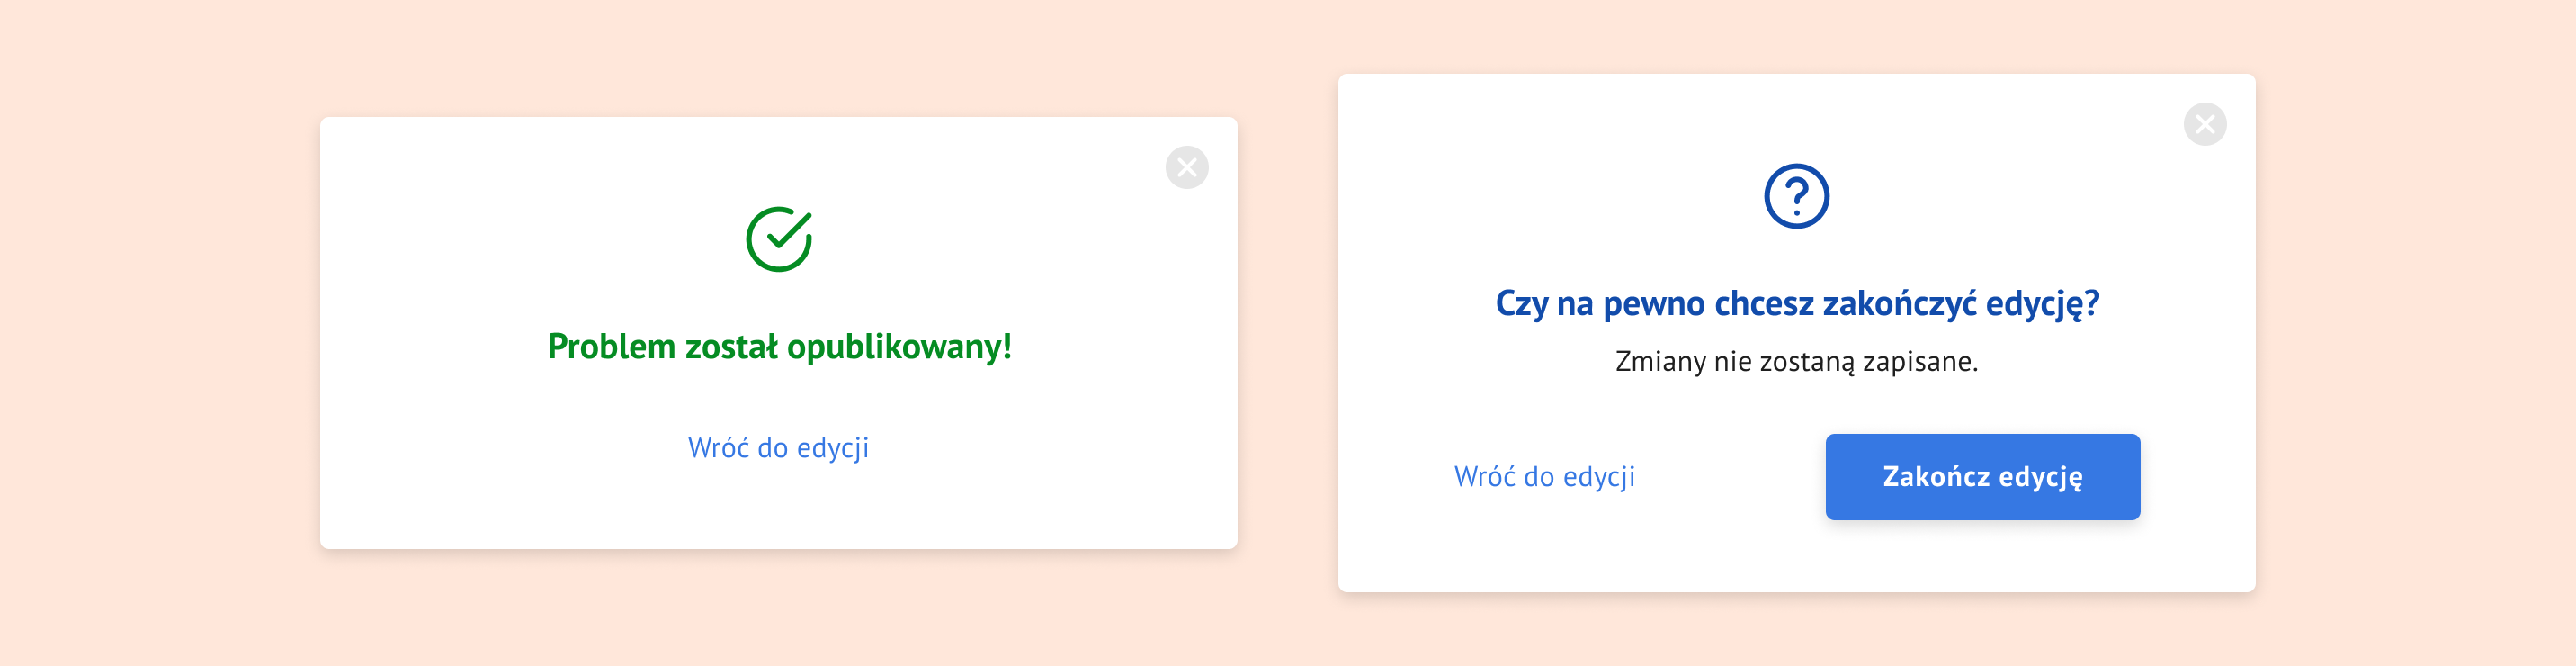 Problem został opublikowany!
Wróć do edycji
Czy na pewno chcesz zakończyć edycję?
Zmiany nie zostaną zapisane.
Wróć do edycji
Zakończ edycję